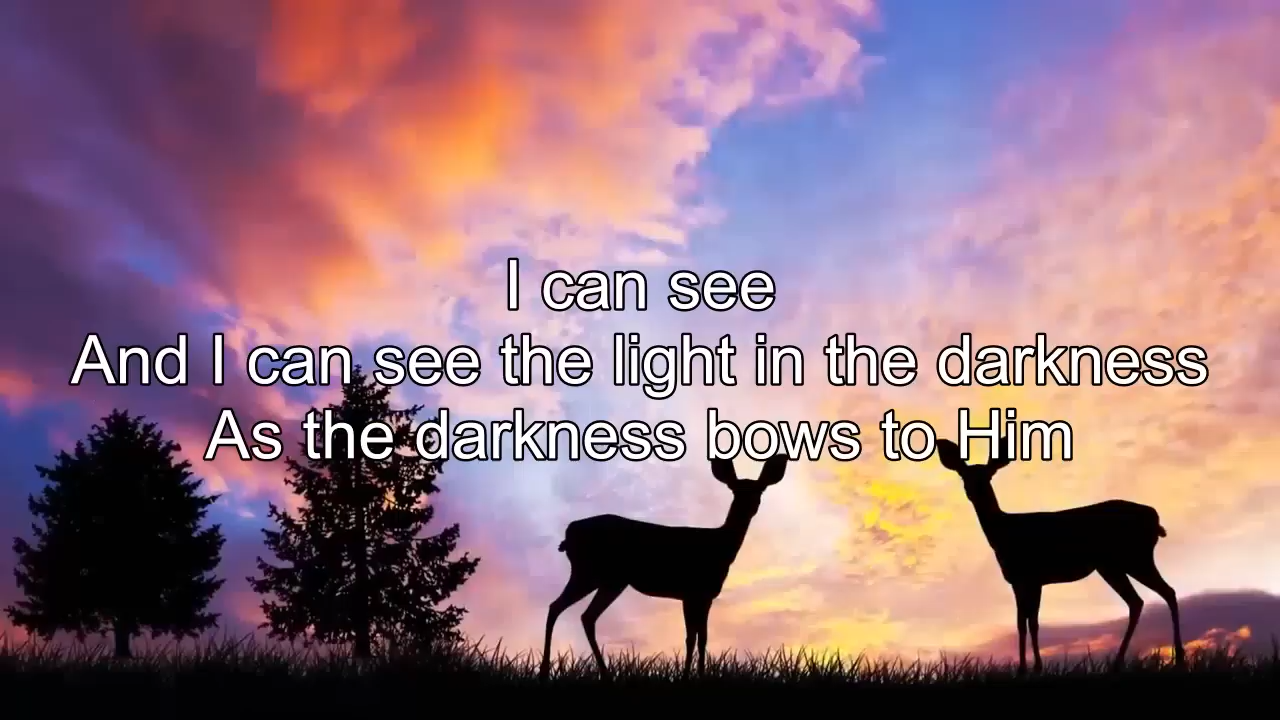 I can see
And I can see the light in the darkness
As the darkness bows to Him